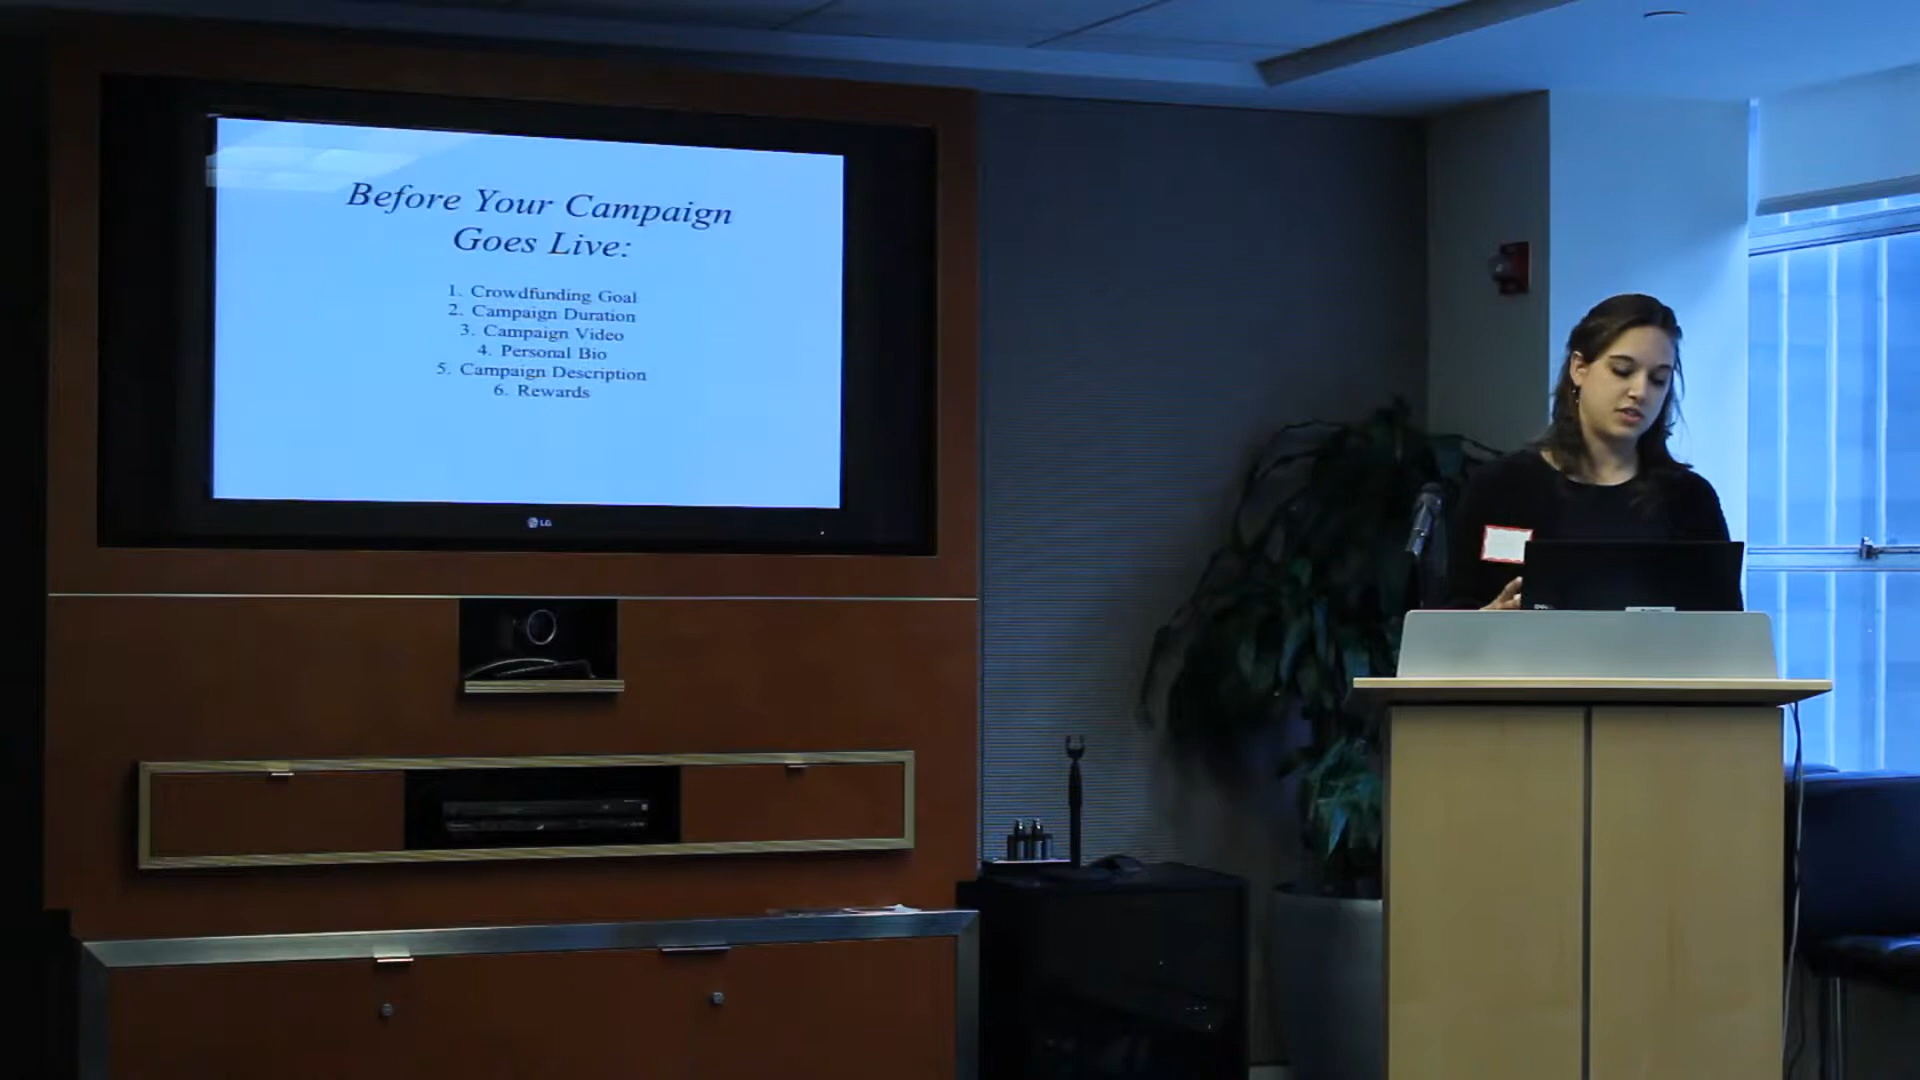 Before Your Campaign
Goes Live:
1. Crowdfunding Goal
2. Campaign Duration
3. Campaign Video
4. Personal Bio
5. Campaign Description
6. Rewards
LG